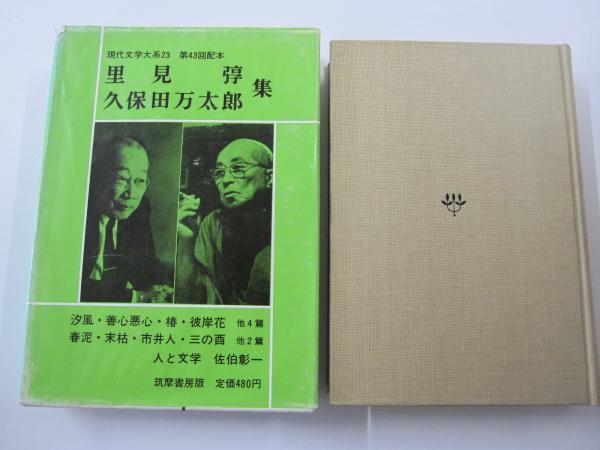 現代文学大系23 第43回配本
里見弴
久保田万太郎
集
汐風・善心悪心・椿・彼岸花 他4篇
春泥・末枯・市井人・三の酉 他2篇
人と文学 佐伯彰一
筑摩書房版 定価480円